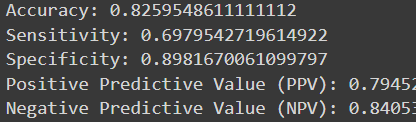 Accuracy: 0.8259548611111112
Sensitivity: 0.6979542719614922
Specificity: 0.8981670061099797
Positive Predictive Value (PPV): 0.79452
Negative Predictive Value (NPV): 0.84053